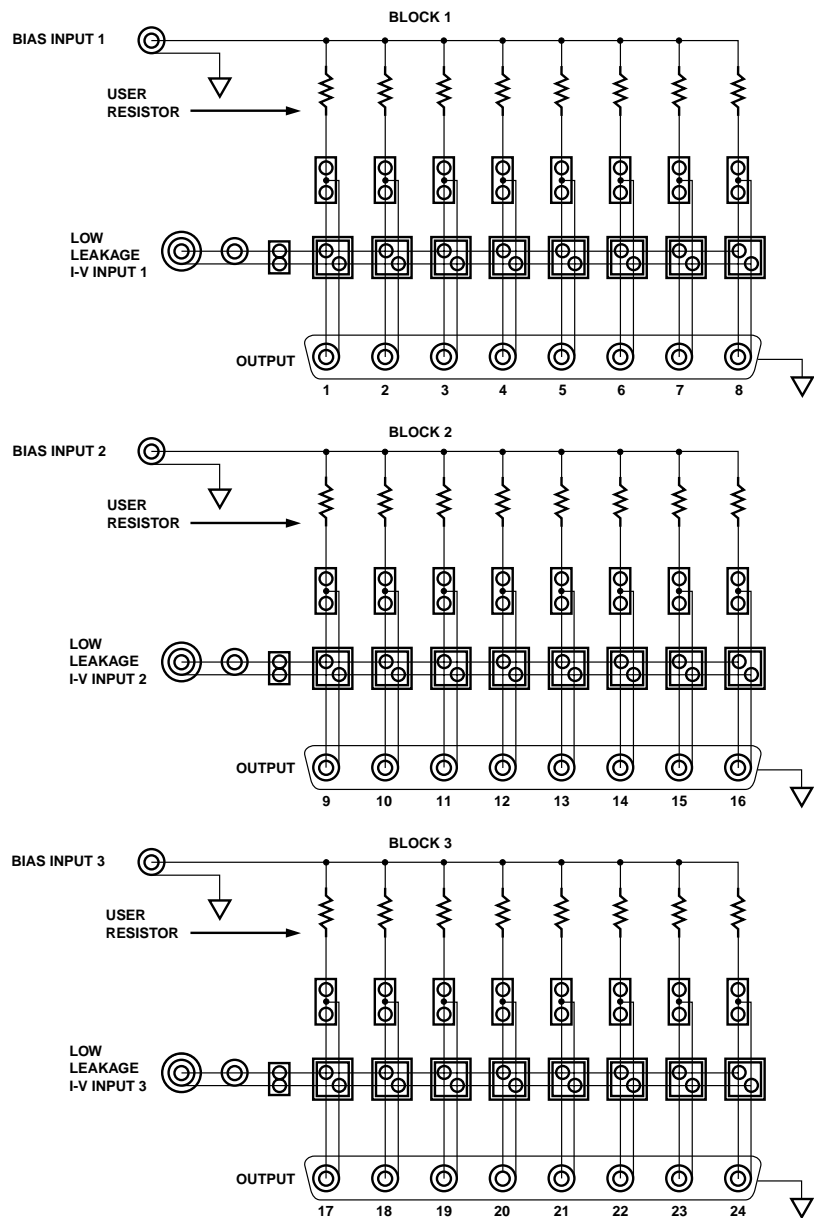 BLOCK 1
BIAS INPUT 1
USER
RESISTOR
LOW
LEAKAGE
I-V INPUT 1
OUTPUT
1 2 3 4 5 6 7 8
BLOCK 2
BIAS INPUT 2
USER
RESISTOR
LOW
LEAKAGE
I-V INPUT 2
OUTPUT
9 10 11 12 13 14 15 16
BLOCK 3
BIAS INPUT 3
USER
RESISTOR
LOW
LEAKAGE
I-V INPUT 3
OUTPUT
17 18 19 20 21 22 23 24